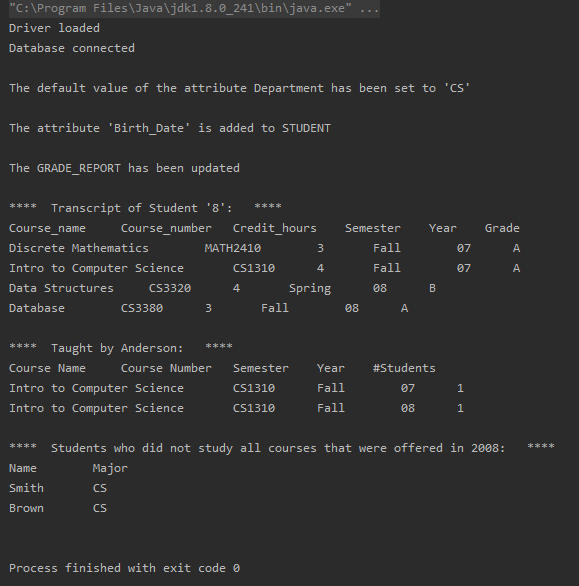 "C:\Program Files\Java\jdk1.8.0_241\bin\java.exe" ...
Driver loaded
Database connected
The default value of the attribute Department has been set to 'CS'
The attribute 'Birth_Date' is added to STUDENT
The GRADE_REPORT has been updated
**** Transcript of Student '8': ****
Course_name Course_number Credit_hours Semester Year Grade
Discrete Mathematics MATH2410 3 Fall 07 A
Intro to Computer Science CS1310 4 Fall 07 A
Data Structures CS3320 4 Spring 08 B
Database CS3380 3 Fall 08 A
**** Taught by Anderson: ****
Course Name Course Number Semester Year #Students
Intro to Computer Science CS1310 Fall 07 1
Intro to Computer Science CS1310 Fall 08 1
**** Students who did not study all courses that were offered in 2008: ****
Name Major
Smith CS
Brown CS
Process finished with exit code 0